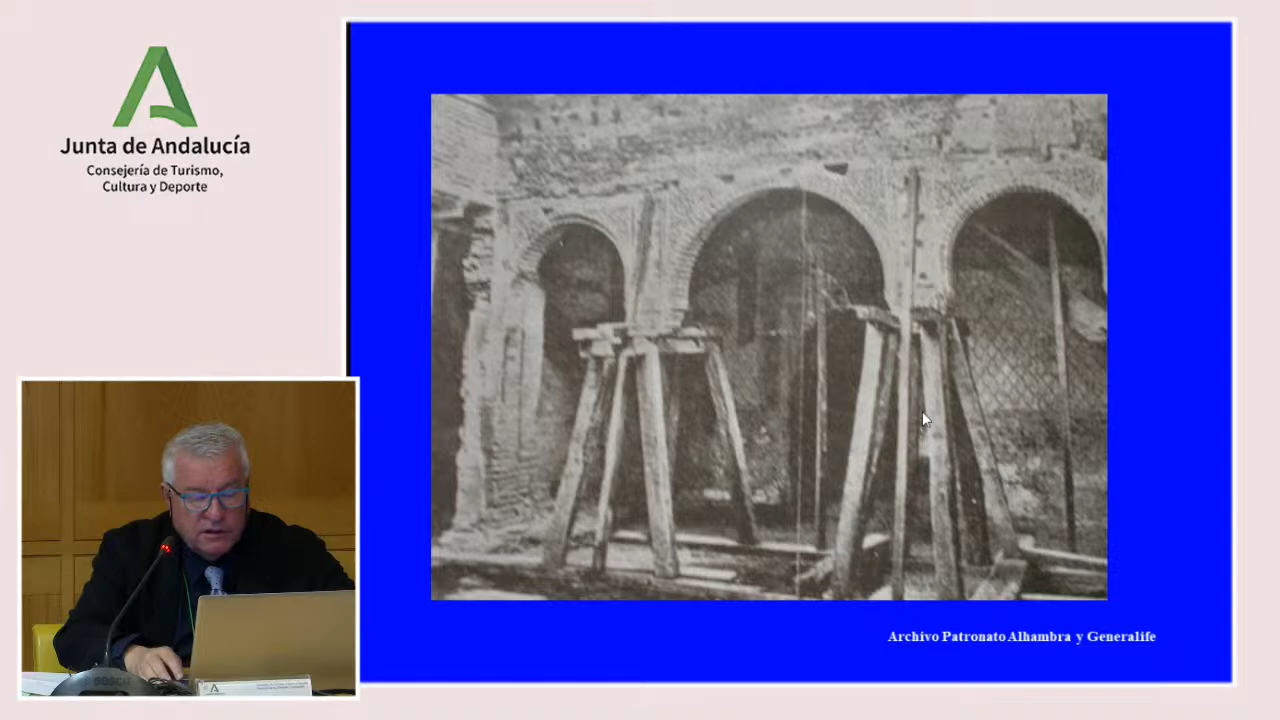 Junta de Andalucía
Consejería de Turismo,
Cultura y Deporte
Archivo Patronato Alhambra y Generalife